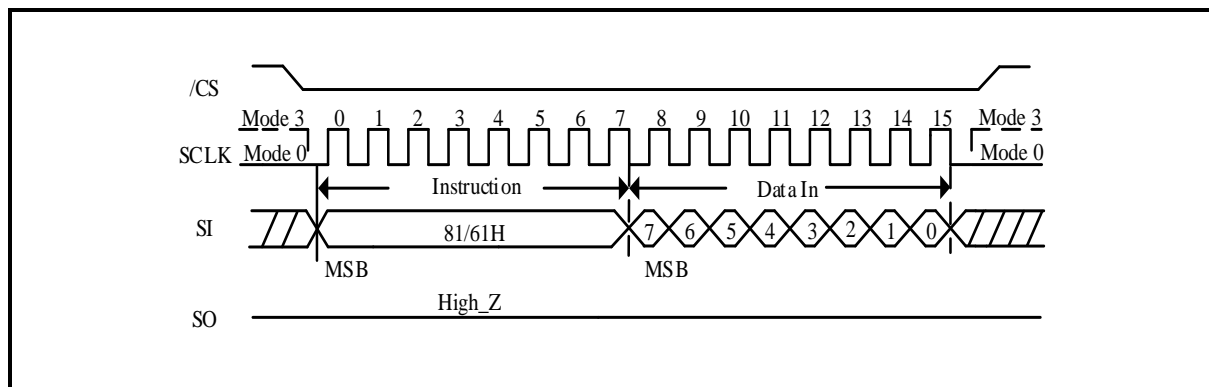 /CS
Mode 3 0 1 2 3 4 5 6 7 8 9 10 11 12 13 14 15 Mode 3
SCLK Mode 0 Mode 0
Instruction Data In
SI 81/61H 7 6 5 4 3 2 1 0
MSB MSB
High_Z
SO